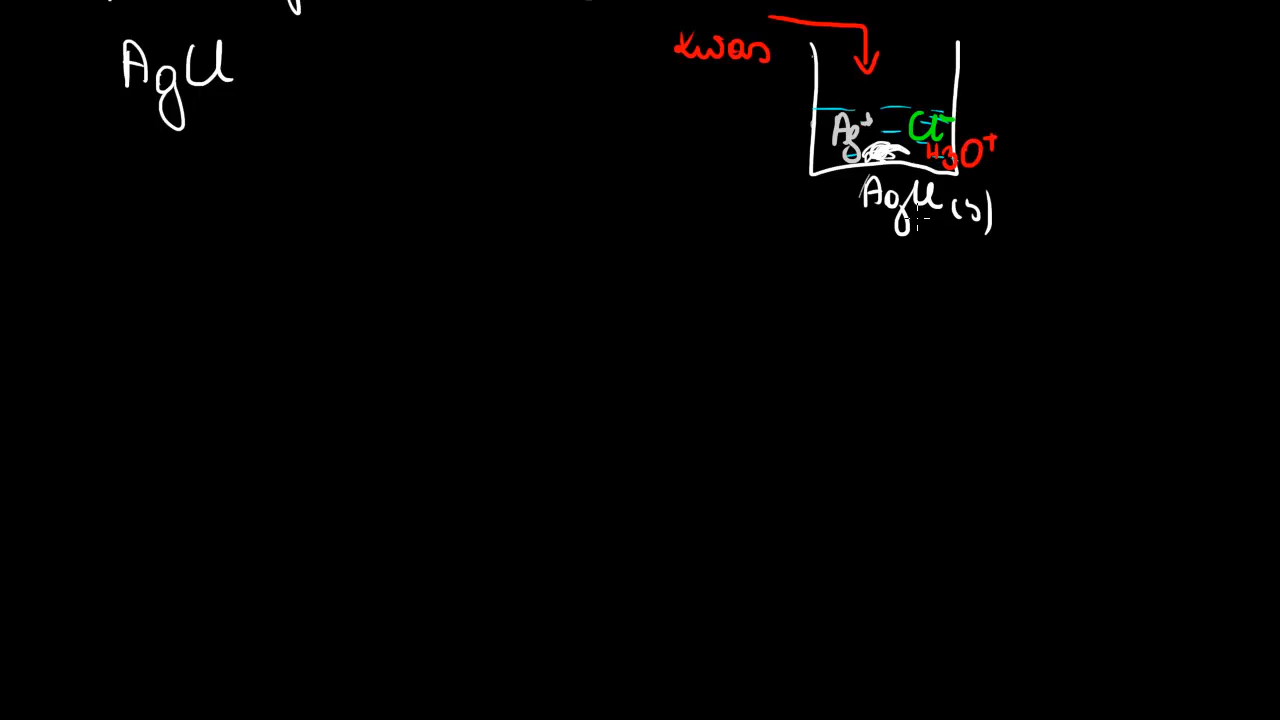 AgCl
kwas
Ag+ Cl-
H3O+
AgCl (s)